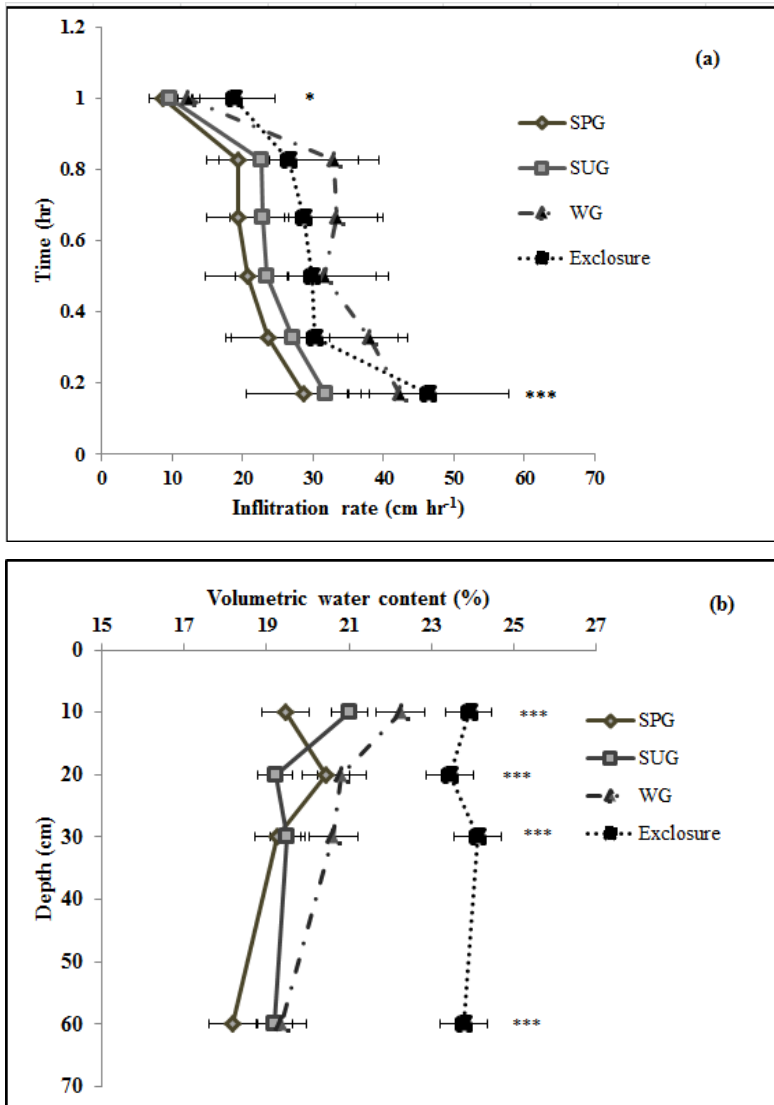 (a)
1.2
1
0.8
0.6
0.4
0.2
0
Time (hr)
0 10 20 30 40 50 60 70
Inflitration rate (cm hr⁻¹)
*
***
SPG
SUG
WG
Exclosure
(b)
Volumetric water content (%)
15 17 19 21 23 25 27
0
10
20
30
40
50
60
70
Depth (cm)
***
***
***
***
SPG
SUG
WG
Exclosure